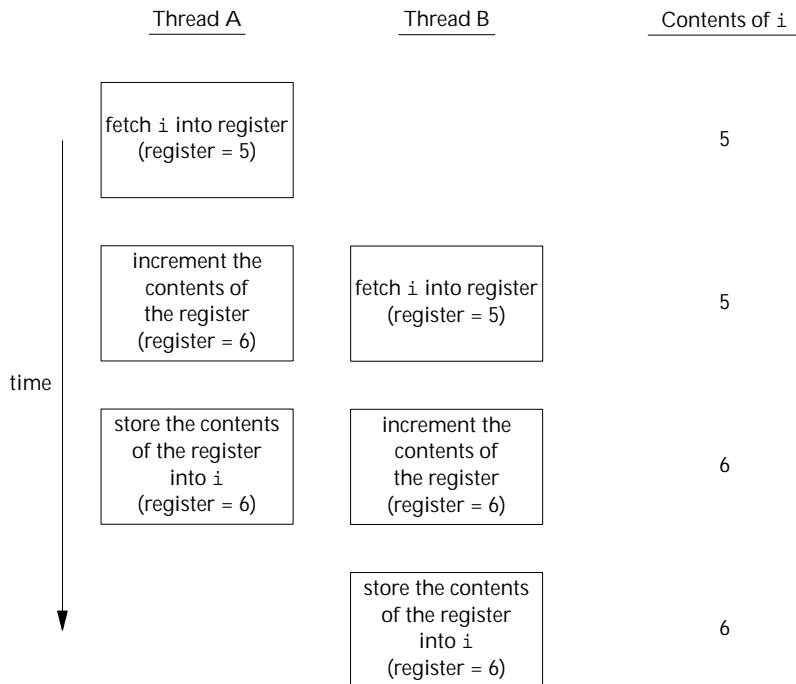 Thread A
Thread B
Contents of i
fetch i into register
(register = 5)
5
increment the
contents of
the register
(register = 6)
fetch i into register
(register = 5)
5
time
store the contents
of the register
into i
(register = 6)
increment the
contents of
the register
(register = 6)
6
store the contents
of the register
into i
(register = 6)
6